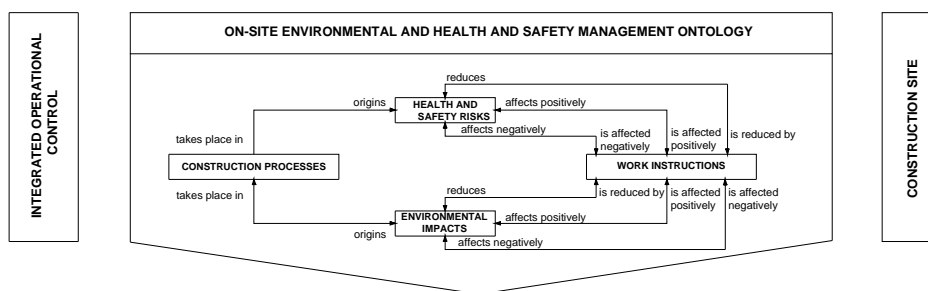 INTEGRATED OPERATIONAL
CONTROL
ON-SITE ENVIRONMENTAL AND HEALTH AND SAFETY MANAGEMENT ONTOLOGY
reduces
origins
HEALTH AND
SAFETY RISKS
affects positively
takes place in
affects negatively
is affected
negatively
is affected
positively
is reduced by
CONSTRUCTION PROCESSES
WORK INSTRUCTIONS
takes place in
reduces
is reduced by
is affected
positively
is affected
negatively
ENVIRONMENTAL
IMPACTS
affects positively
origins
affects negatively
CONSTRUCTION SITE